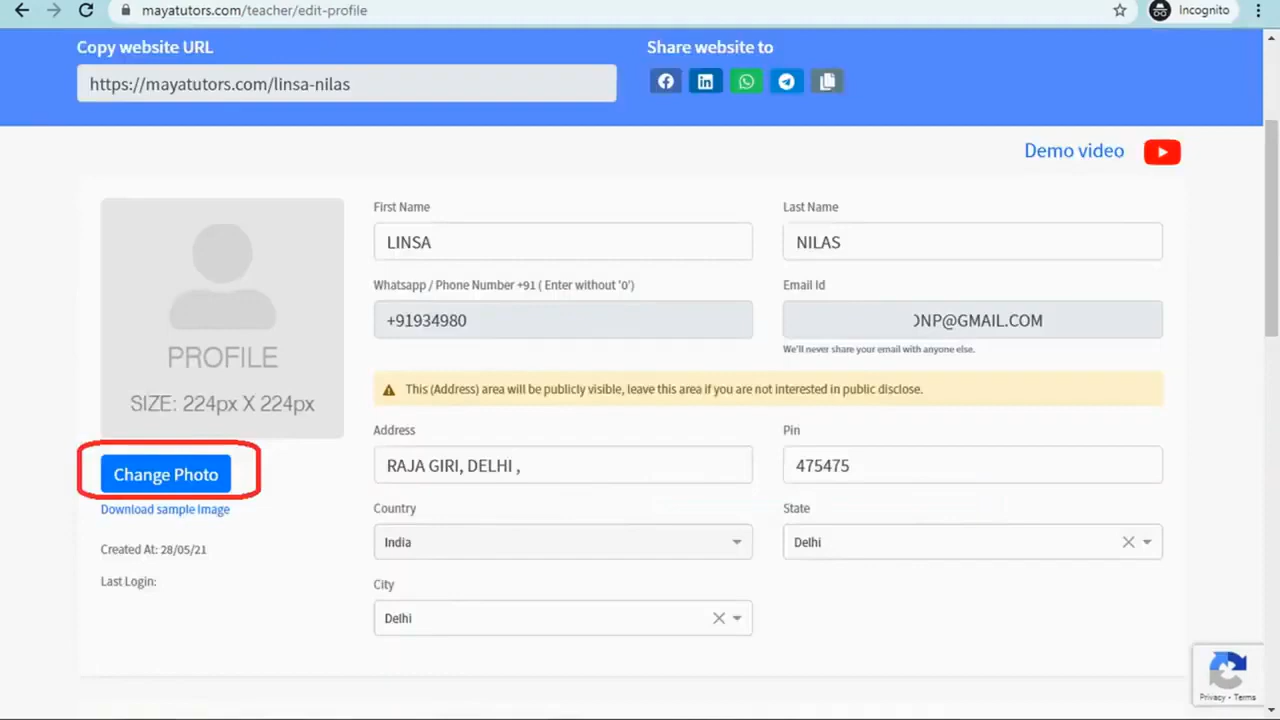 mayatutors.com/teacher/edit-profile
Incognito
Copy website URL
Share website to
https://mayatutors.com/linsa-nilas
Demo video
PROFILE
SIZE: 224px X 224px
Change Photo
Download sample Image
Created At: 28/05/21
Last Login:
First Name
Last Name
LINSA
NILAS
Whatsapp / Phone Number +91 ( Enter without '0')
Email Id
+91934980
NP@GMAIL.COM
We'll never share your email with anyone else.
This (Address) area will be publicly visible, leave this area if you are not interested in public disclose.
Address
Pin
RAJA GIRI, DELHI ,
475475
Country
State
India
Delhi
City
Delhi
Privacy - Terms